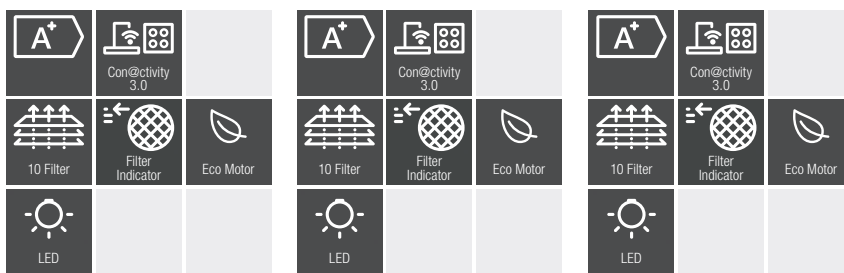 A+
Con@ctivity
3.0
10 Filter
Filter
Indicator
Eco Motor
LED
A+
Con@ctivity
3.0
10 Filter
Filter
Indicator
Eco Motor
LED
A+
Con@ctivity
3.0
10 Filter
Filter
Indicator
Eco Motor
LED